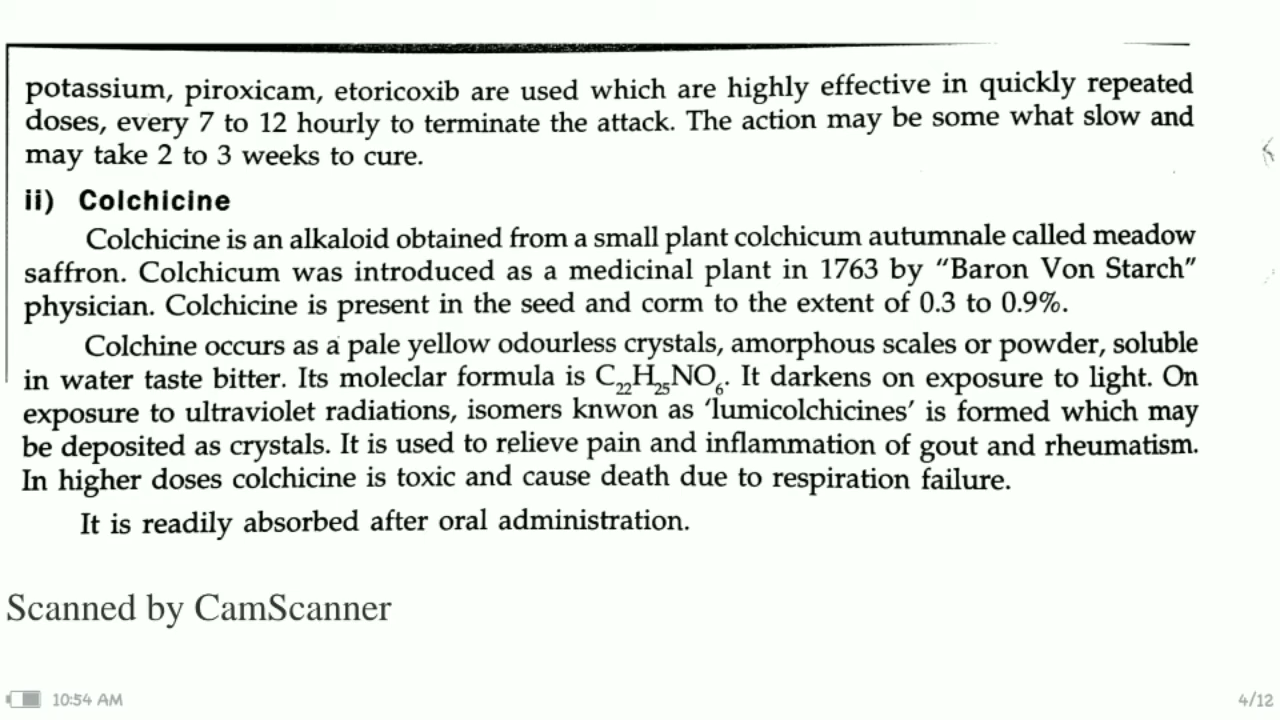 potassium, piroxicam, etoricoxib are used which are highly effective in quickly repeated
doses, every 7 to 12 hourly to terminate the attack. The action may be some what slow and
may take 2 to 3 weeks to cure.
ii) Colchicine
Colchicine is an alkaloid obtained from a small plant colchicum autumnale called meadow
saffron. Colchicum was introduced as a medicinal plant in 1763 by “Baron Von Starch”
physician. Colchicine is present in the seed and corm to the extent of 0.3 to 0.9%.
Colchine occurs as a pale yellow odourless crystals, amorphous scales or powder, soluble
in water taste bitter. Its moleclar formula is C₂₂H₂₅NO₆. It darkens on exposure to light. On
exposure to ultraviolet radiations, isomers knwon as ‘lumicolchicines’ is formed which may
be deposited as crystals. It is used to relieve pain and inflammation of gout and rheumatism.
In higher doses colchicine is toxic and cause death due to respiration failure.
It is readily absorbed after oral administration.
Scanned by CamScanner
10:54 AM
4/12